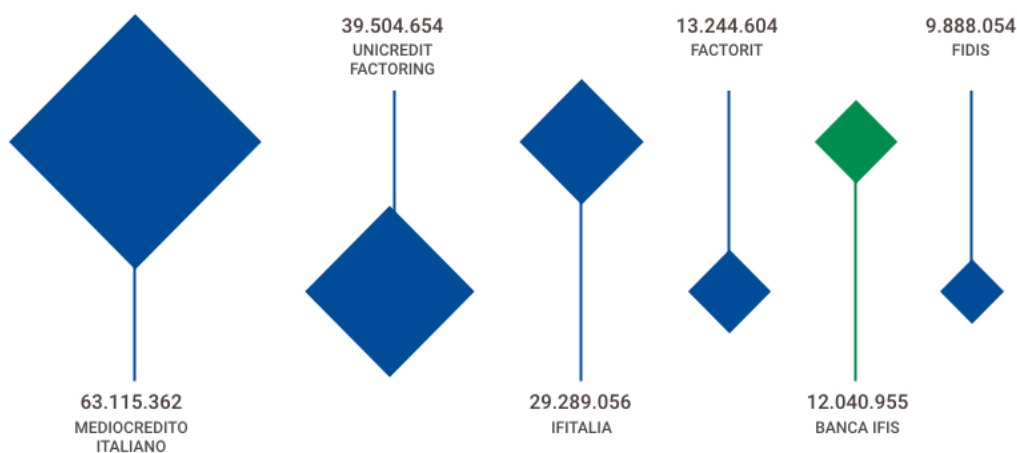 63.115.362
MEDIOCREDITO
ITALIANO
39.504.654
UNICREDIT
FACTORING
29.289.056
IFITALIA
13.244.604
FACTORIT
12.040.955
BANCA IFIS
9.888.054
FIDIS